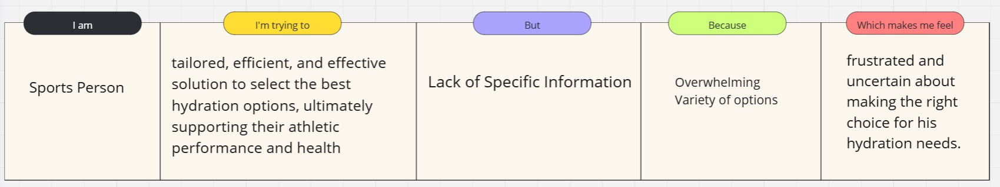 I am
Sports Person
I'm trying to
tailored, efficient, and effective
solution to select the best
hydration options, ultimately
supporting their athletic
performance and health
But
Lack of Specific Information
Because
Overwhelming
Variety of options
Which makes me feel
frustrated and
uncertain about
making the right
choice for his
hydration needs.